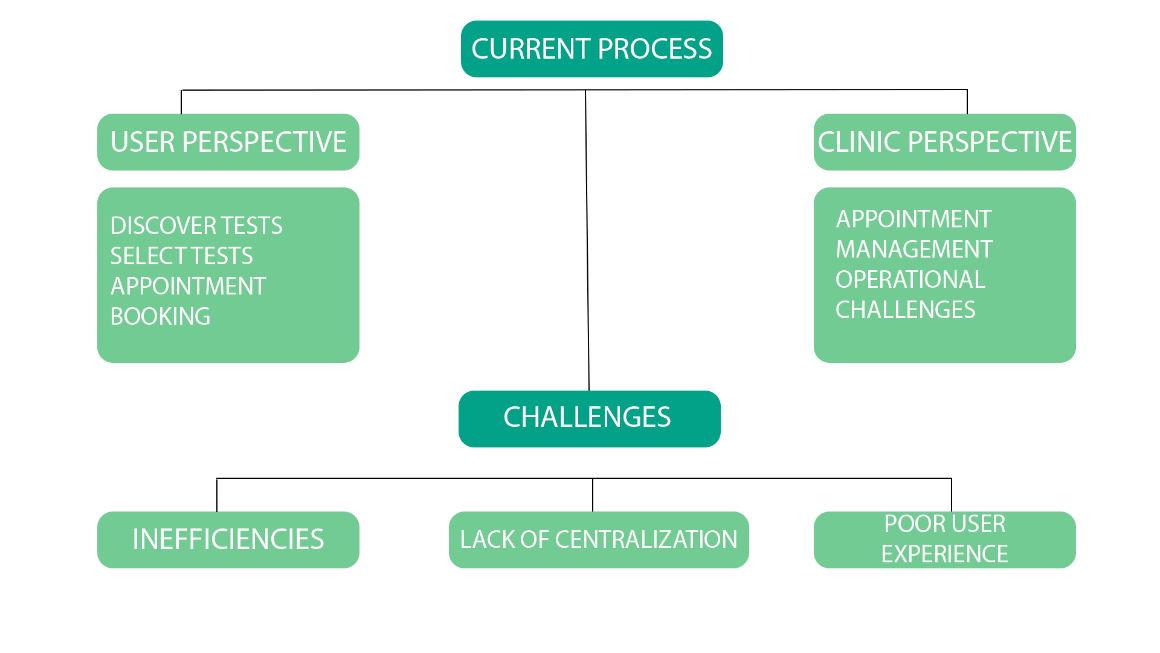 CURRENT PROCESS
USER PERSPECTIVE
DISCOVER TESTS
SELECT TESTS
APPOINTMENT
BOOKING
CLINIC PERSPECTIVE
APPOINTMENT
MANAGEMENT
OPERATIONAL
CHALLENGES
CHALLENGES
INEFFICIENCIES
LACK OF CENTRALIZATION
POOR USER
EXPERIENCE